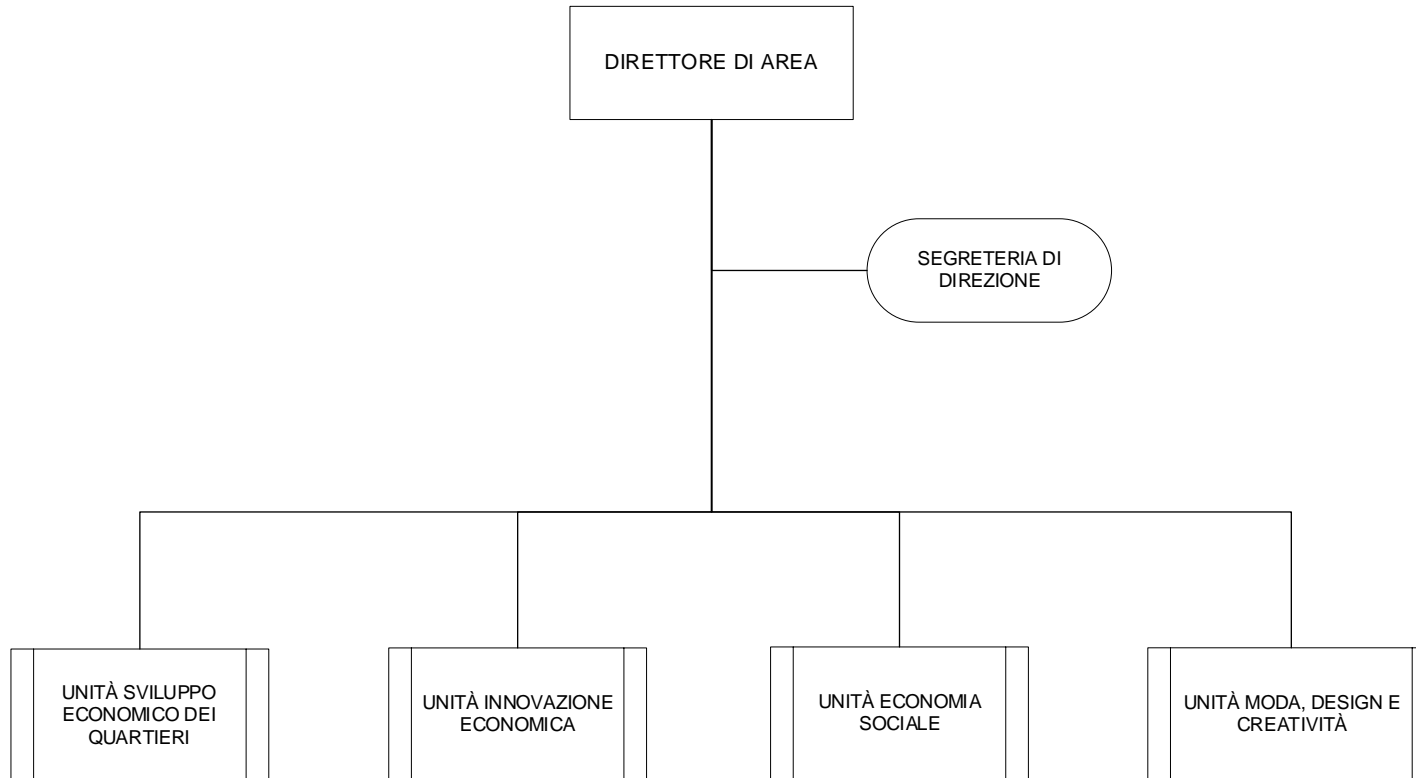 DIRETTORE DI AREA
SEGRETERIA DI
DIREZIONE
UNITÀ SVILUPPO
ECONOMICO DEI
QUARTIERI
UNITÀ INNOVAZIONE
ECONOMICA
UNITÀ ECONOMIA
SOCIALE
UNITÀ MODA, DESIGN E
CREATIVITÀ